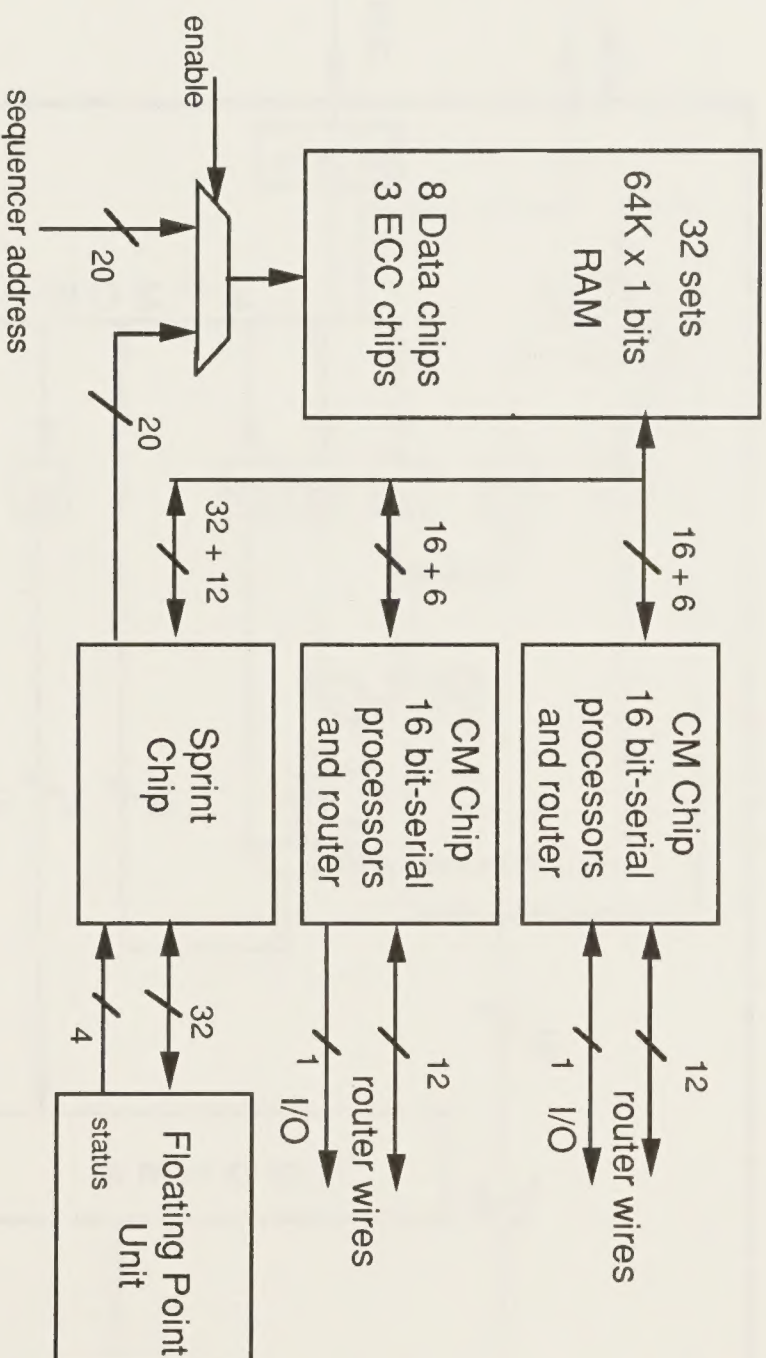 32 sets
64K x 1 bits
RAM
8 Data chips
3 ECC chips
enable
20
sequencer address
20
16 + 6
16 + 6
32 + 12
CM Chip
16 bit-serial
processors
and router
CM Chip
16 bit-serial
processors
and router
Sprint
Chip
12
router wires
1 I/O
12
router wires
1 I/O
32
4
Floating Point
Unit
status